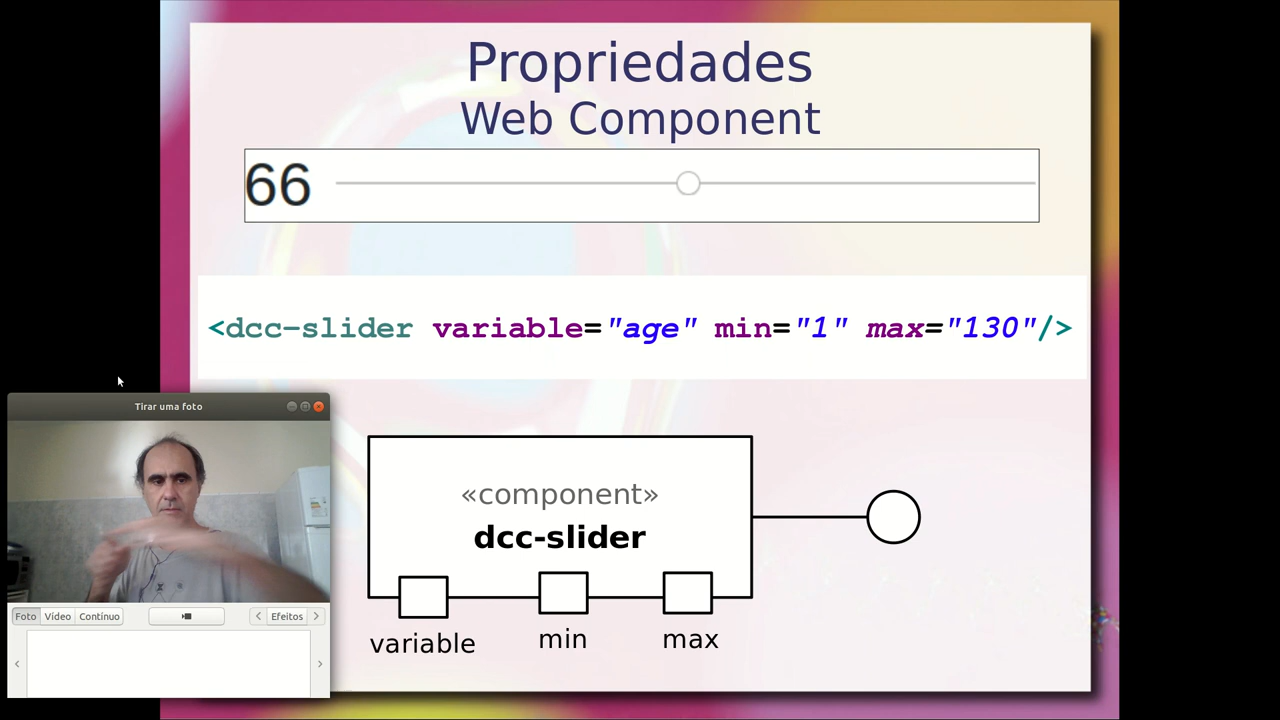 Propriedades
Web Component
66
<dcc-slider variable="age" min="1" max="130"/>
Tirar uma foto
Foto Vídeo Contínuo Efeitos
«component»
dcc-slider
variable min max